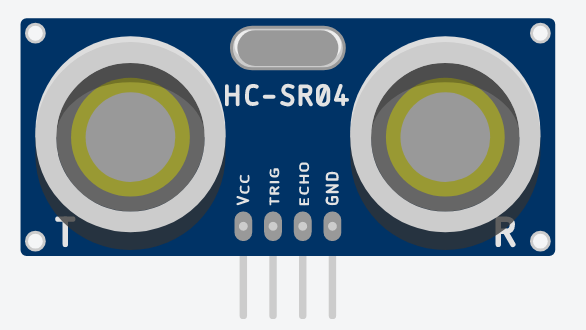 HC-SR04
Vcc
TRIG
ECHO
GND
T
R